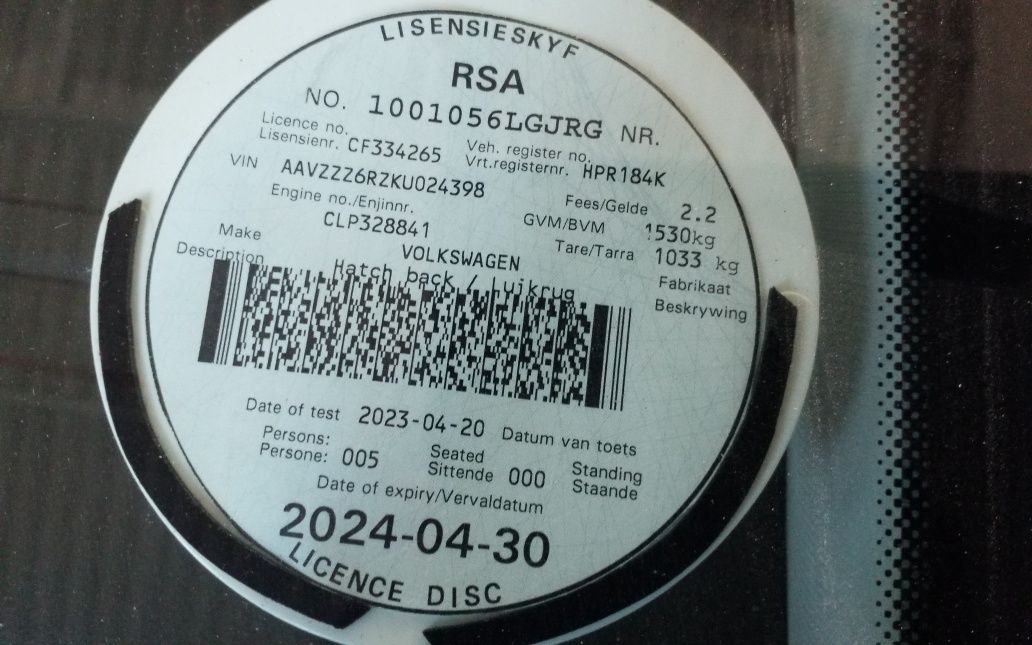 LISENSIESKYF
RSA
NO. 1001056LGJRG NR.
Licence no. Lisensienr. CF334265 Veh. register no. Vrt.registernr. HPR184K
VIN AAVZZZ6RZKU024398 Fees/Gelde 2.2
Engine no./Enjinnr. CLP328841 GVM/BVM 1530kg
Tare/Tarra 1033 kg
Make VOLKSWAGEN Fabrikaat
Description Hatch back / Luikrug Beskrywing
Date of test 2023-04-20 Datum van toets
Persons: Persone: 005 Seated Sittende 000 Standing Staande
Date of expiry/Vervaldatum
2024-04-30
LICENCE DISC